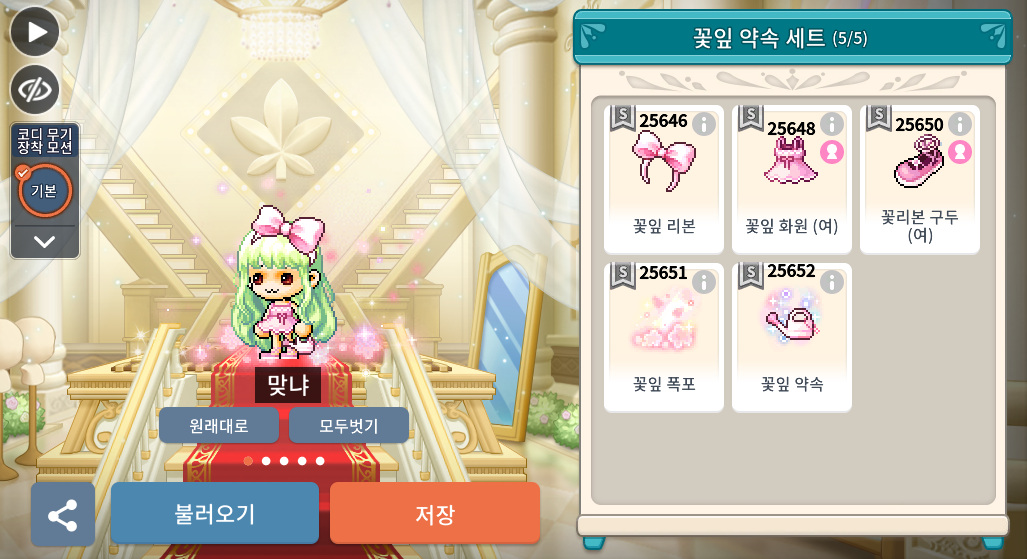 꽃잎 약속 세트 (5/5)
코디 무기
장착 모션
기본
S 25646
꽃잎 리본
S 25648
꽃잎 화원 (여)
S 25650
꽃리본 구두
(여)
S 25651
꽃잎 폭포
S 25652
꽃잎 약속
맞냐
원래대로
모두벗기
불러오기
저장